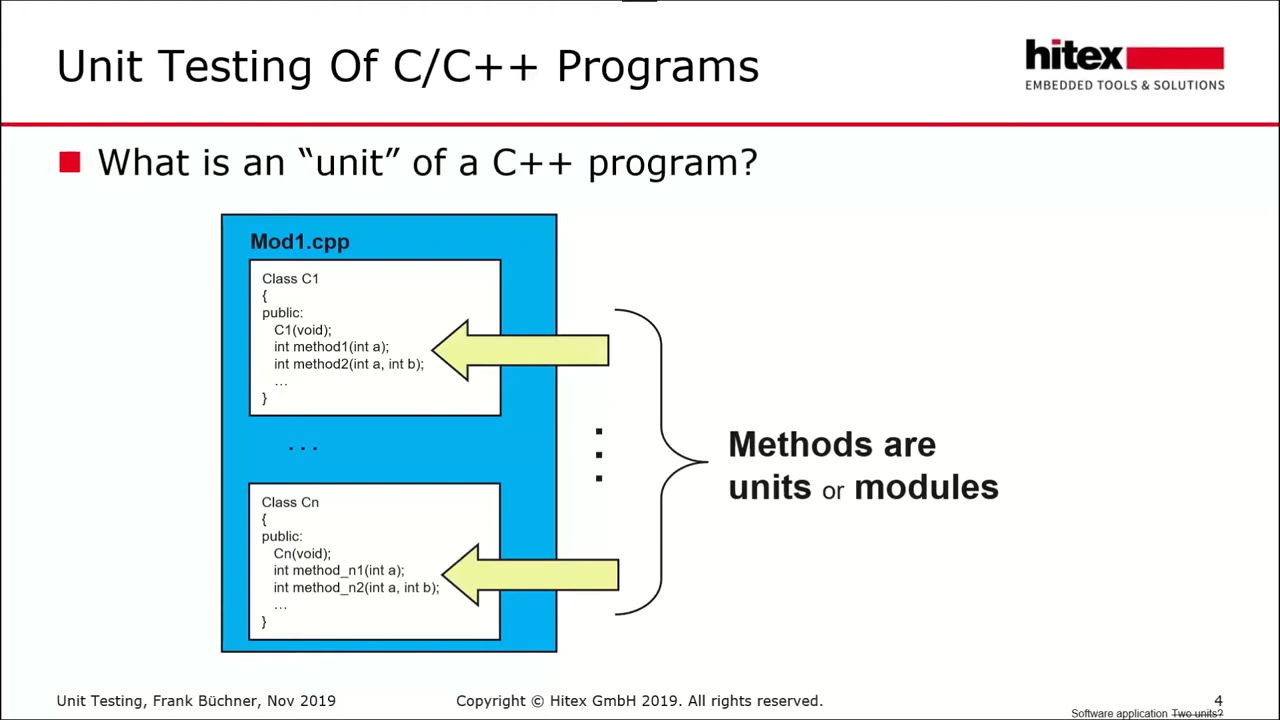 Unit Testing Of C/C++ Programs
hitex
EMBEDDED TOOLS & SOLUTIONS
What is an “unit” of a C++ program?
Mod1.cpp
Class C1
{
public:
C1(void);
int method1(int a);
int method2(int a, int b);
…
}
. . .
Class Cn
{
public:
Cn(void);
int method_n1(int a);
int method_n2(int a, int b);
…
}
Methods are
units or modules
Unit Testing, Frank Büchner, Nov 2019
Copyright © Hitex GmbH 2019. All rights reserved.
4
Software application Two units?